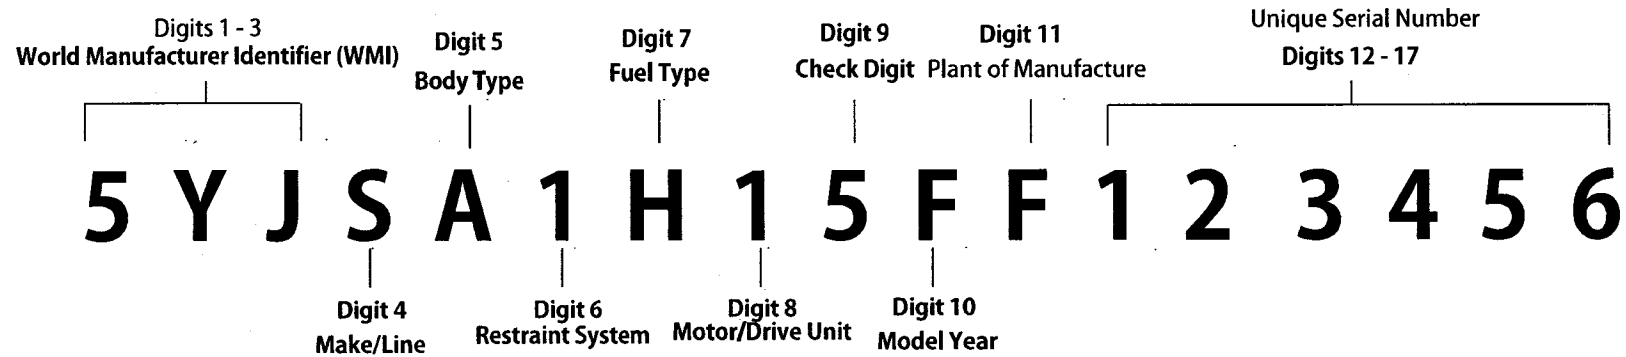 Digits 1 - 3
World Manufacturer Identifier (WMI)
Digit 5
Body Type
Digit 7
Fuel Type
Digit 9
Check Digit
Digit 11
Plant of Manufacture
Unique Serial Number
Digits 12 - 17
5 Y J S A 1 H 1 5 F F 1 2 3 4 5 6
Digit 4
Make/Line
Digit 6
Restraint System
Digit 8
Motor/Drive Unit
Digit 10
Model Year